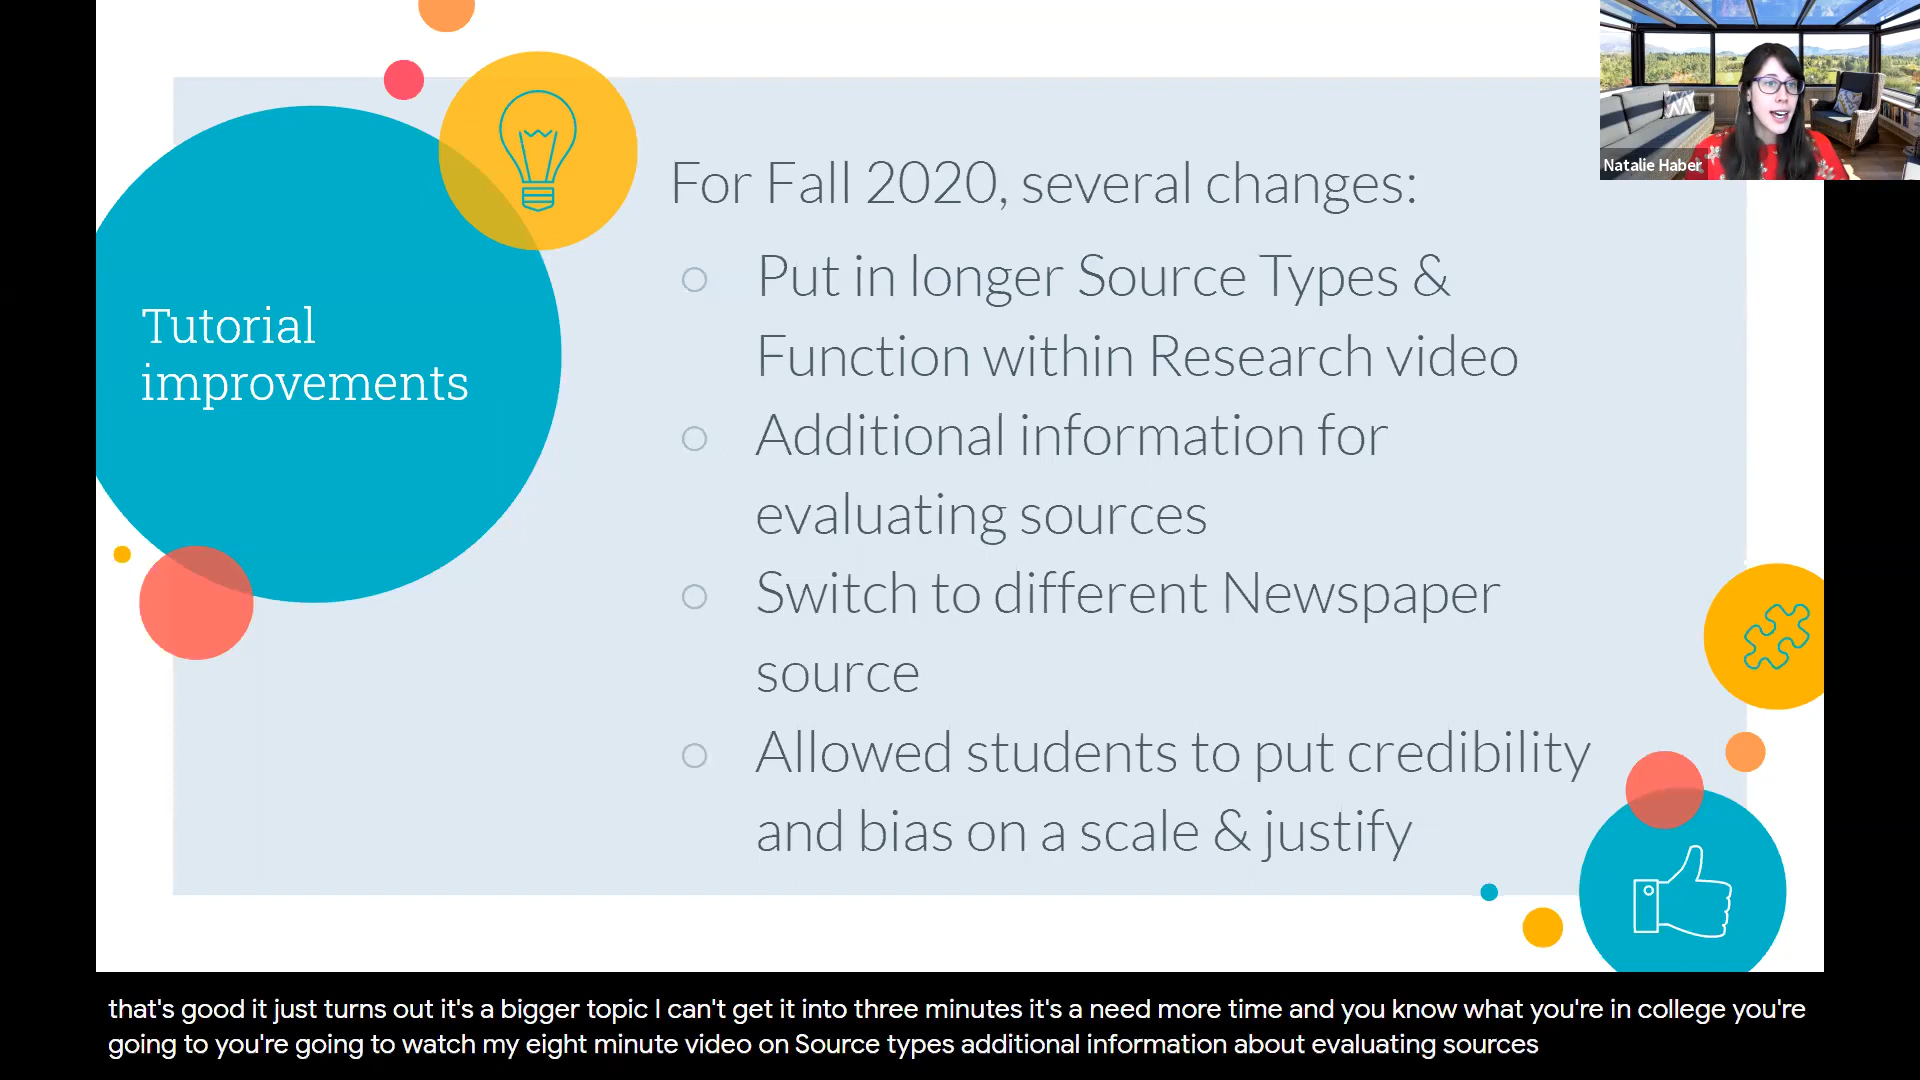 Tutorial
improvements
For Fall 2020, several changes:
Put in longer Source Types &
Function within Research video
Additional information for
evaluating sources
Switch to different Newspaper
source
Allowed students to put credibility
and bias on a scale & justify
Natalie Haber
that's good it just turns out it's a bigger topic I can't get it into three minutes it's a need more time and you know what you're in college you're
going to you're going to watch my eight minute video on Source types additional information about evaluating sources